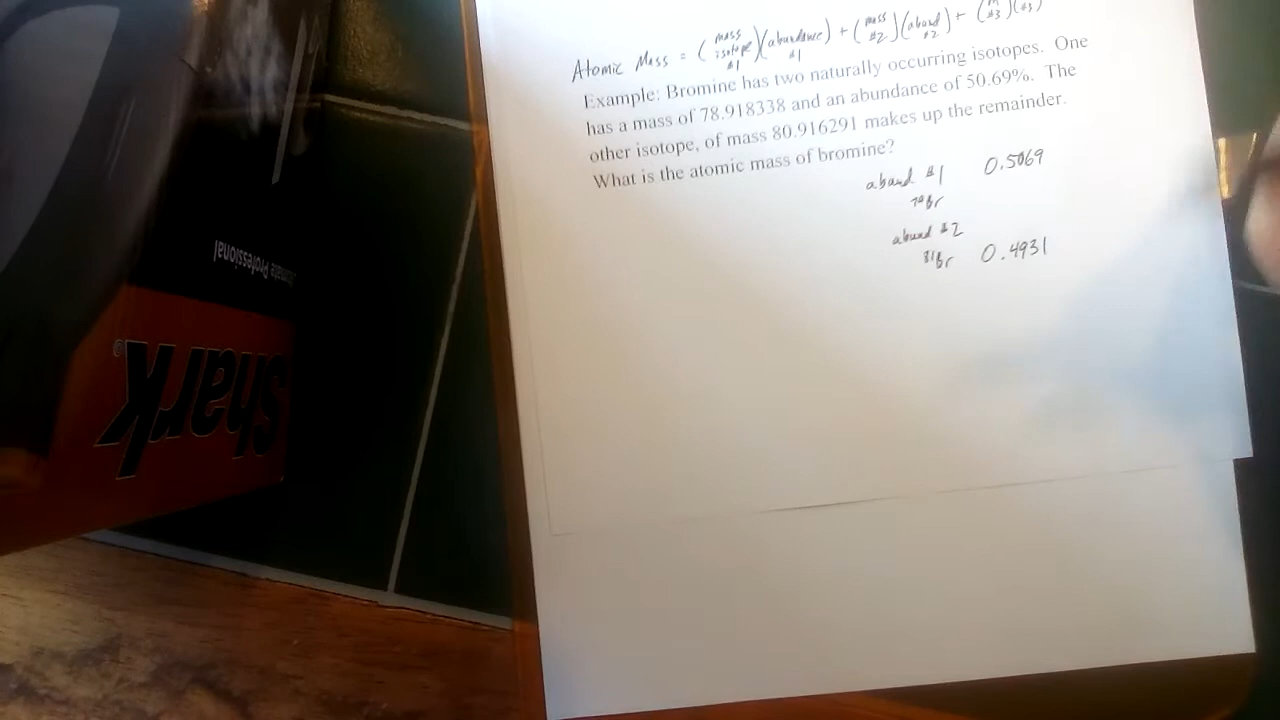 Atomic Mass = (mass isotope #1)(abundance #1) + (mass #2)(abund #2) + (m #3)( #3)
Example: Bromine has two naturally occurring isotopes. One
has a mass of 78.918338 and an abundance of 50.69%. The
other isotope, of mass 80.916291 makes up the remainder.
What is the atomic mass of bromine?
abund #1 0.5069
79Br
abund #2
81Br 0.4931
Professional
Shark